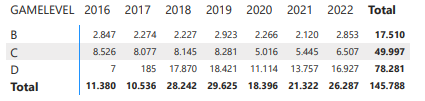 GAMELEVEL 2016 2017 2018 2019 2020 2021 2022 Total
B 2.847 2.274 2.227 2.923 2.266 2.120 2.853 17.510
C 8.526 8.077 8.145 8.281 5.016 5.445 6.507 49.997
D 7 185 17.870 18.421 11.114 13.757 16.927 78.281
Total 11.380 10.536 28.242 29.625 18.396 21.322 26.287 145.788